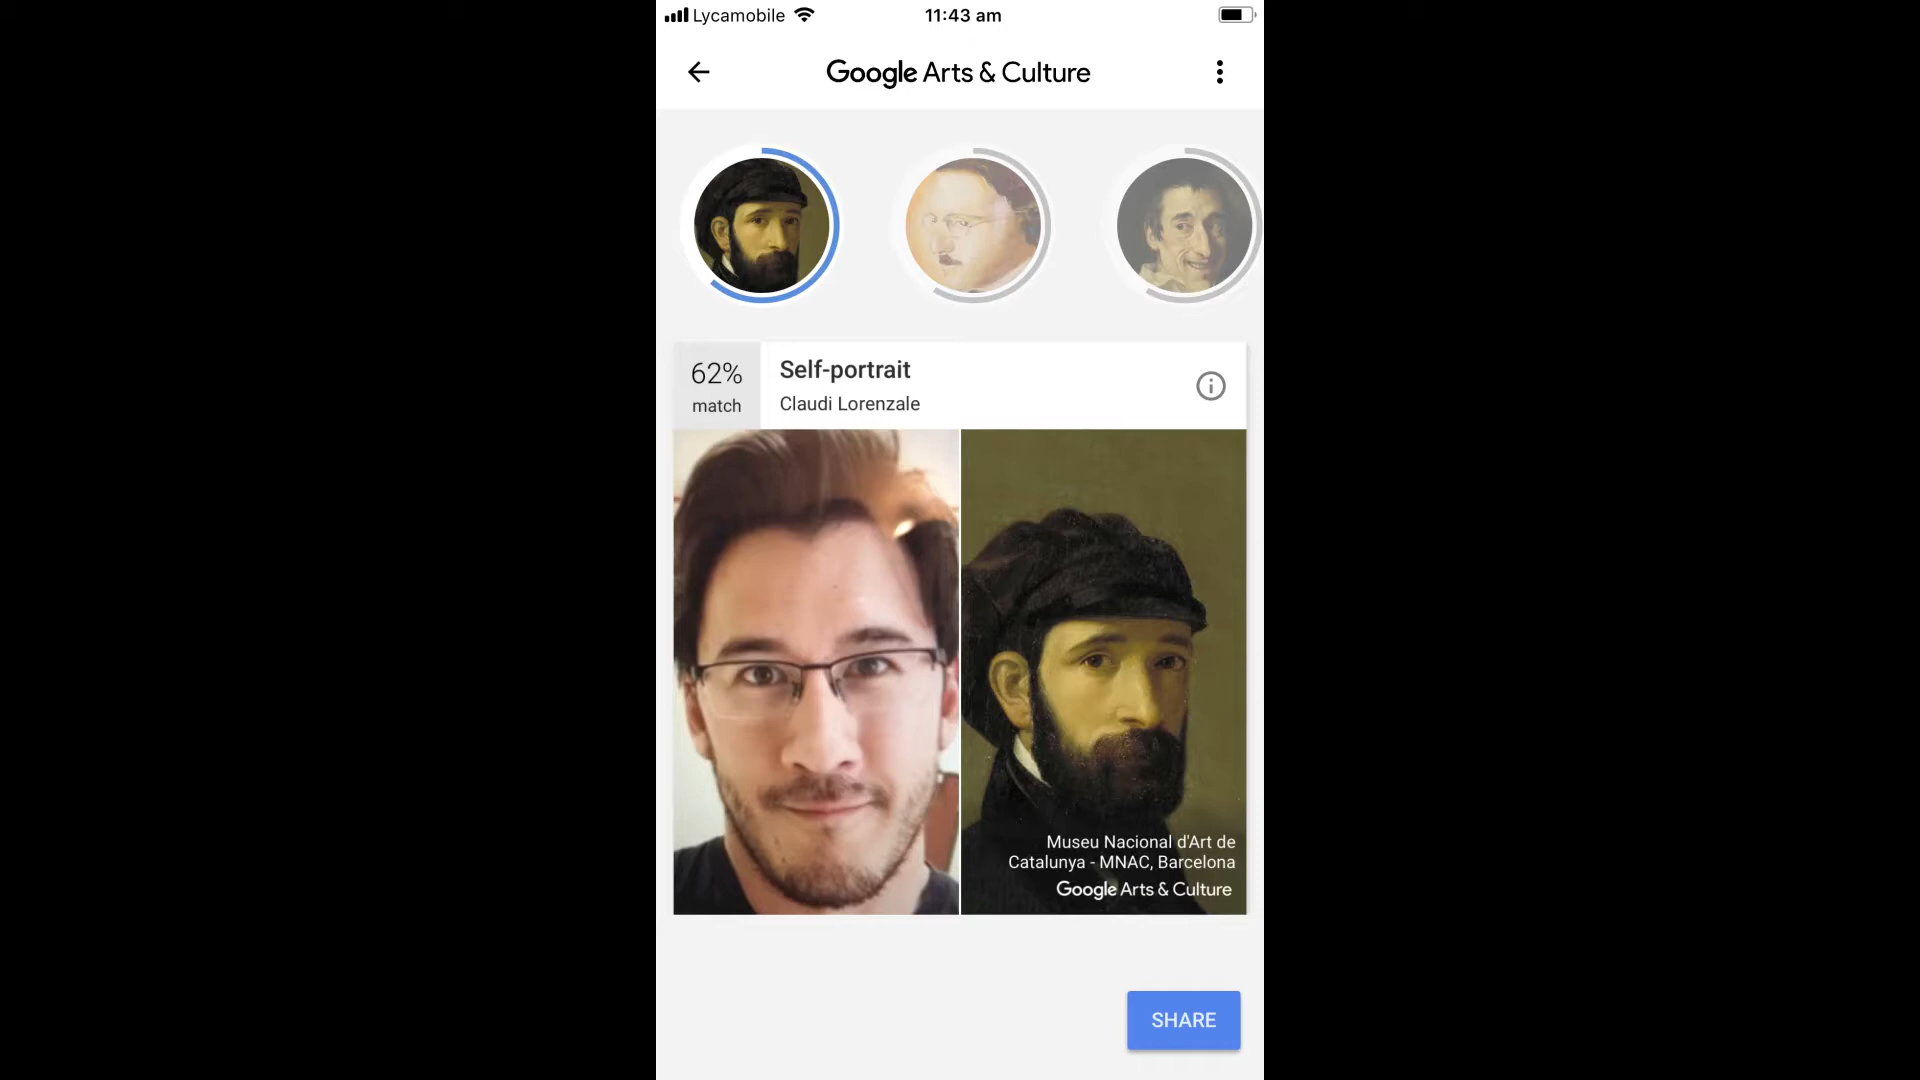 Lycamobile
11:43 am
Google Arts & Culture
62%
match
Self-portrait
Claudi Lorenzale
Museu Nacional d'Art de
Catalunya - MNAC, Barcelona
Google Arts & Culture
SHARE